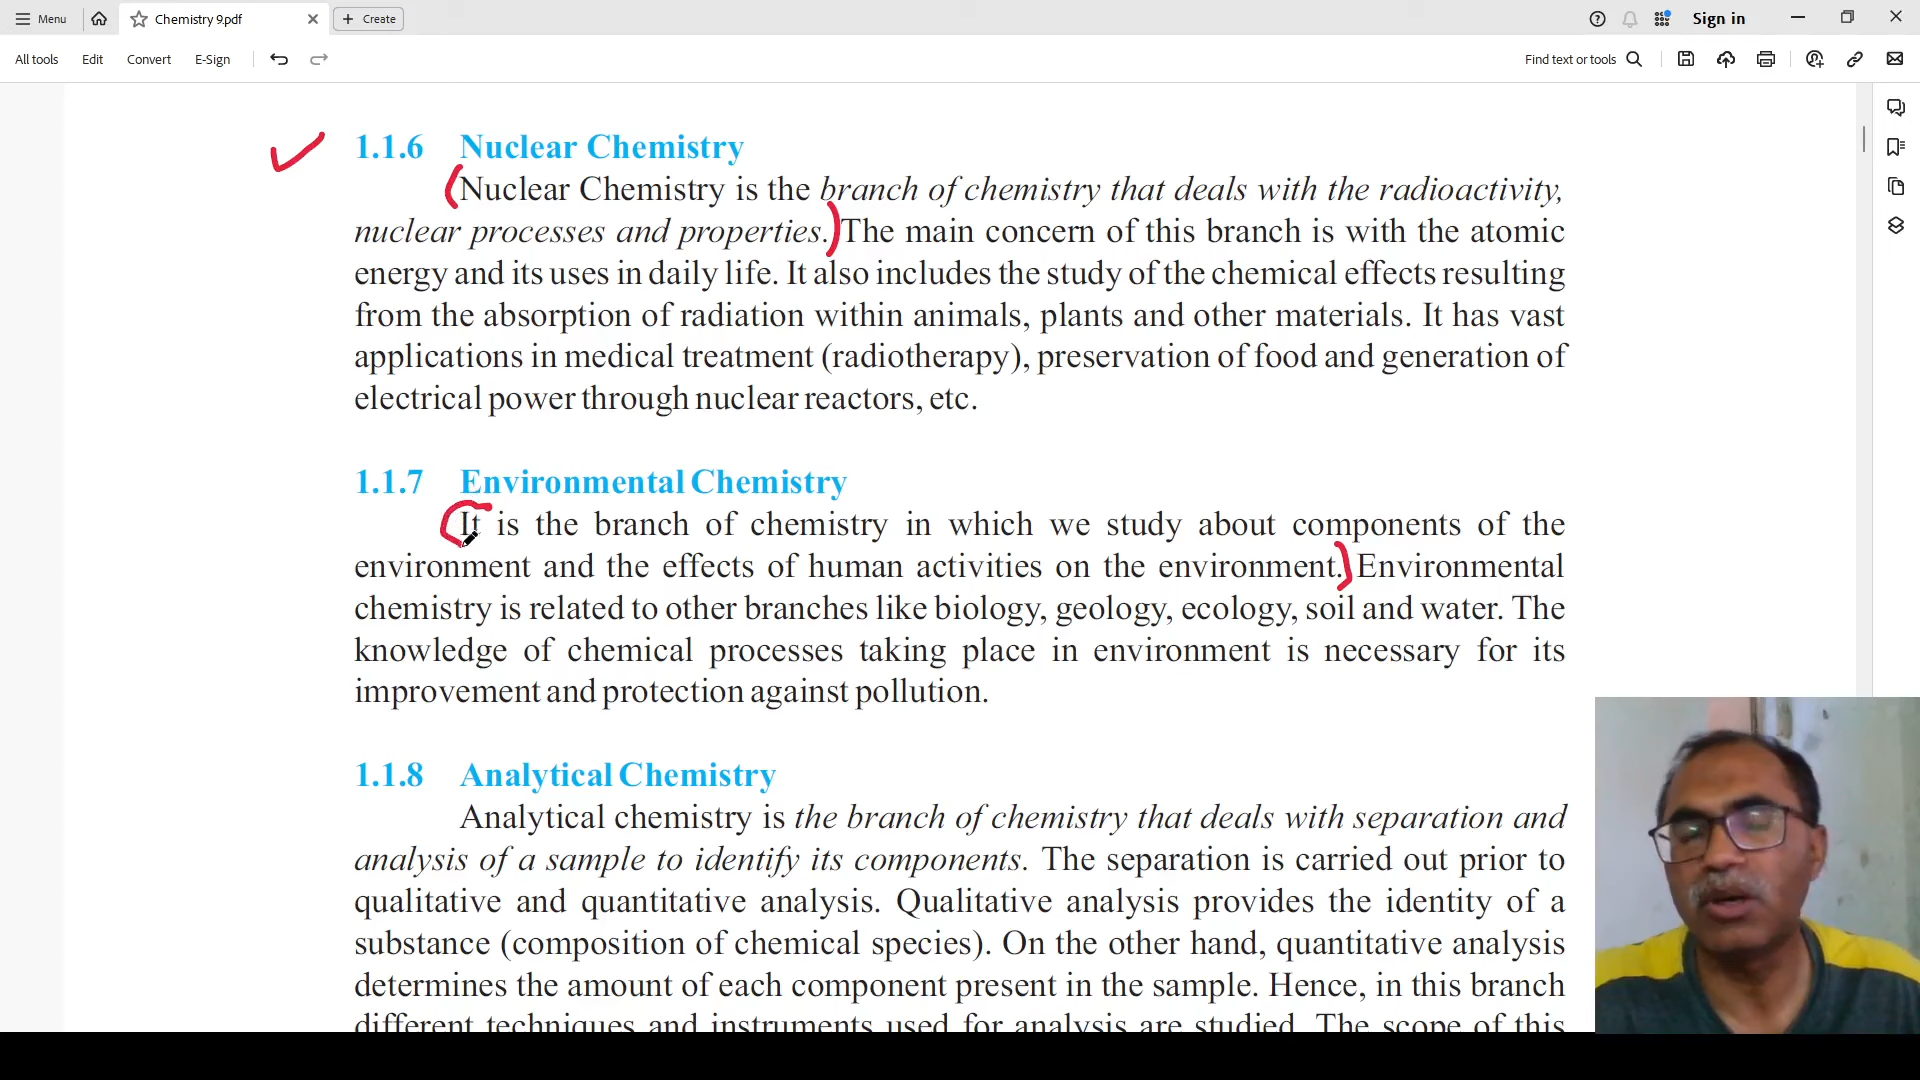 Menu
Chemistry 9.pdf
Create
Sign in
All tools
Edit
Convert
E-Sign
Find text or tools
1.1.6 Nuclear Chemistry
Nuclear Chemistry is the branch of chemistry that deals with the radioactivity,
nuclear processes and properties. The main concern of this branch is with the atomic
energy and its uses in daily life. It also includes the study of the chemical effects resulting
from the absorption of radiation within animals, plants and other materials. It has vast
applications in medical treatment (radiotherapy), preservation of food and generation of
electrical power through nuclear reactors, etc.
1.1.7 Environmental Chemistry
It is the branch of chemistry in which we study about components of the
environment and the effects of human activities on the environment. Environmental
chemistry is related to other branches like biology, geology, ecology, soil and water. The
knowledge of chemical processes taking place in environment is necessary for its
improvement and protection against pollution.
1.1.8 Analytical Chemistry
Analytical chemistry is the branch of chemistry that deals with separation and
analysis of a sample to identify its components. The separation is carried out prior to
qualitative and quantitative analysis. Qualitative analysis provides the identity of a
substance (composition of chemical species). On the other hand, quantitative analysis
determines the amount of each component present in the sample. Hence, in this branch
different techniques and instruments used for analysis are studied. The scope of this